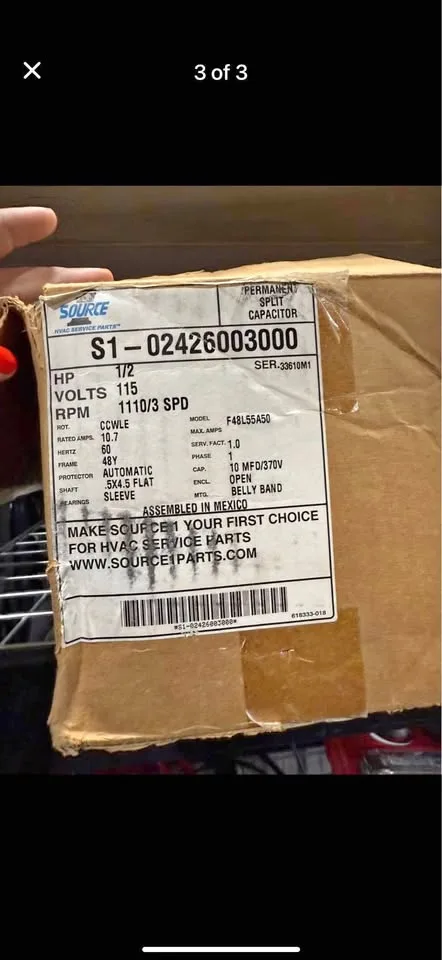 3 of 3
SOURCE
HVAC SERVICE PARTS™
PERMANENT
SPLIT
CAPACITOR
S1-02426003000
SER.33610M1
HP 1/2
VOLTS 115
RPM 1110/3 SPD
ROT. CCWLE
RATED AMPS. 10.7
HERTZ 60
FRAME 48Y
PROTECTOR AUTOMATIC
SHAFT .5X4.5 FLAT
BEARINGS SLEEVE
MODEL F48L55A50
MAX. AMPS
SERV. FACT. 1.0
PHASE 1
CAP. 10 MFD/370V
ENCL. OPEN
MTG. BELLY BAND
ASSEMBLED IN MEXICO
MAKE SOURCE 1 YOUR FIRST CHOICE
FOR HVAC SERVICE PARTS
WWW.SOURCE1PARTS.COM
*S1-02426003000*
618333-018